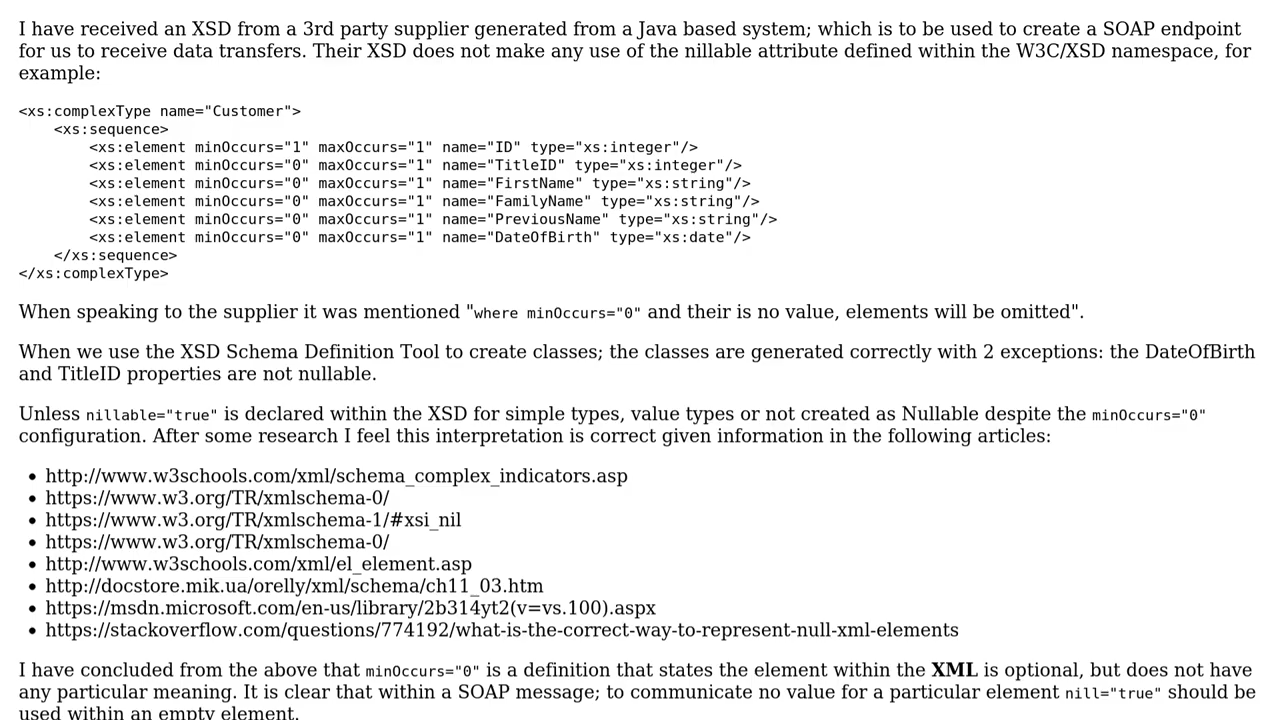 I have received an XSD from a 3rd party supplier generated from a Java based system; which is to be used to create a SOAP endpoint
for us to receive data transfers. Their XSD does not make any use of the nillable attribute defined within the W3C/XSD namespace, for
example:
<xs:complexType name="Customer">
    <xs:sequence>
        <xs:element minOccurs="1" maxOccurs="1" name="ID" type="xs:integer"/>
        <xs:element minOccurs="0" maxOccurs="1" name="TitleID" type="xs:integer"/>
        <xs:element minOccurs="0" maxOccurs="1" name="FirstName" type="xs:string"/>
        <xs:element minOccurs="0" maxOccurs="1" name="FamilyName" type="xs:string"/>
        <xs:element minOccurs="0" maxOccurs="1" name="PreviousName" type="xs:string"/>
        <xs:element minOccurs="0" maxOccurs="1" name="DateOfBirth" type="xs:date"/>
    </xs:sequence>
</xs:complexType>
When speaking to the supplier it was mentioned "where minOccurs="0" and their is no value, elements will be omitted".
When we use the XSD Schema Definition Tool to create classes; the classes are generated correctly with 2 exceptions: the DateOfBirth
and TitleID properties are not nullable.
Unless nillable="true" is declared within the XSD for simple types, value types or not created as Nullable despite the minOccurs="0"
configuration. After some research I feel this interpretation is correct given information in the following articles:
• http://www.w3schools.com/xml/schema_complex_indicators.asp
• https://www.w3.org/TR/xmlschema-0/
• https://www.w3.org/TR/xmlschema-1/#xsi_nil
• https://www.w3.org/TR/xmlschema-0/
• http://www.w3schools.com/xml/el_element.asp
• http://docstore.mik.ua/orelly/xml/schema/ch11_03.htm
• https://msdn.microsoft.com/en-us/library/2b314yt2(v=vs.100).aspx
• https://stackoverflow.com/questions/774192/what-is-the-correct-way-to-represent-null-xml-elements
I have concluded from the above that minOccurs="0" is a definition that states the element within the XML is optional, but does not have
any particular meaning. It is clear that within a SOAP message; to communicate no value for a particular element nill="true" should be
used within an empty element.